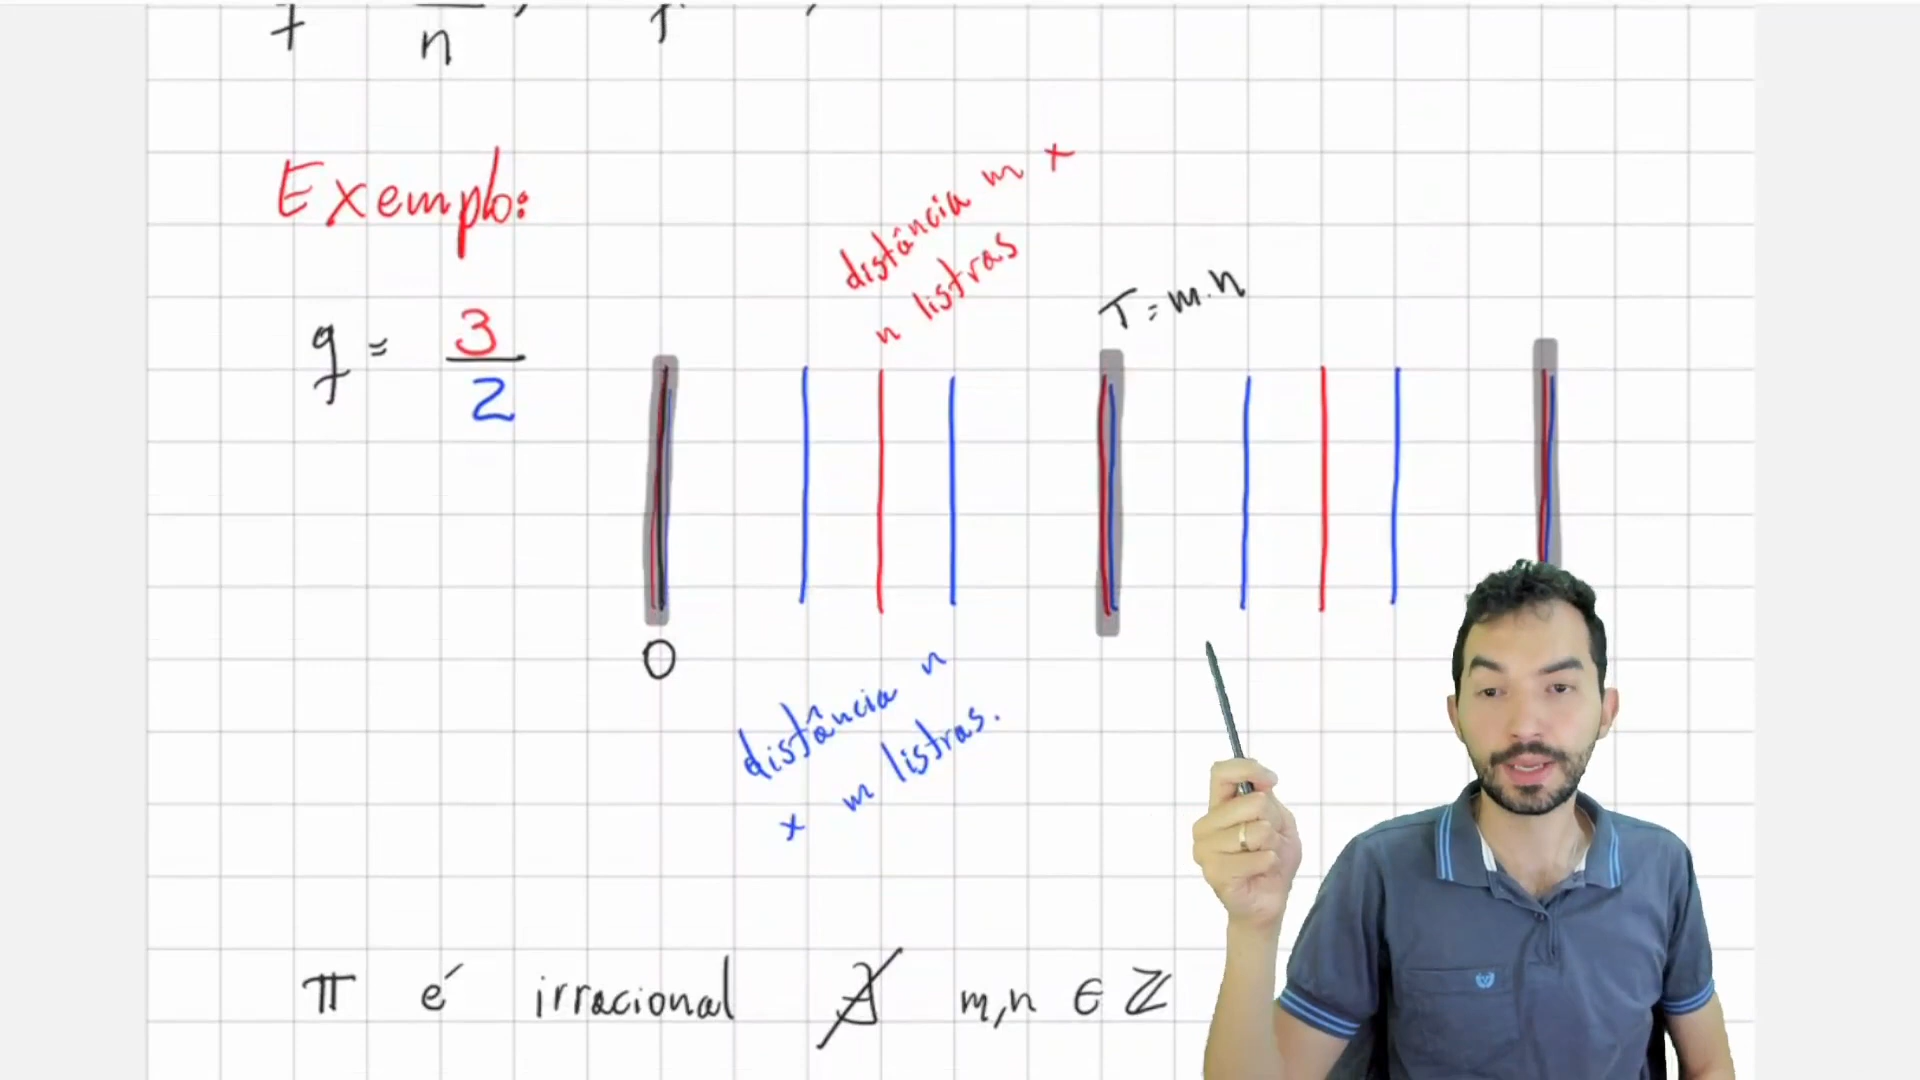 n
Exemplo:
q = 3/2
distância m x
n listras
T = m.n
0
distância n
x m listras.
π é irracional ∄ m,n ∈ ℤ